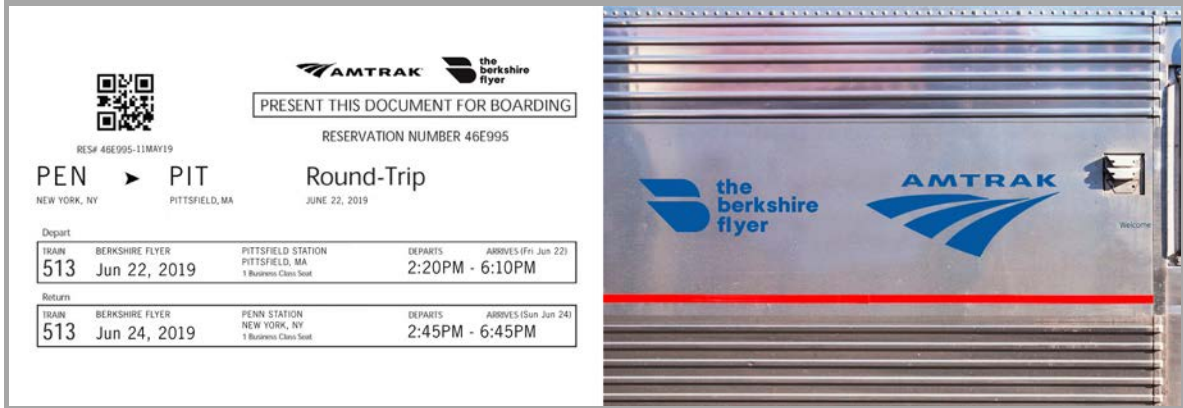 AMTRAK the berkshire flyer
PRESENT THIS DOCUMENT FOR BOARDING
RESERVATION NUMBER 46E995
RES# 46E995-11MAY19
PEN PIT Round-Trip
NEW YORK, NY PITTSFIELD, MA JUNE 22, 2019
Depart
TRAIN BERKSHIRE FLYER PITTSFIELD STATION DEPARTS ARRIVES (Fri Jun 22)
513 Jun 22, 2019 PITTSFIELD, MA 2:20PM - 6:10PM
1 Business Class Seat
Return
TRAIN BERKSHIRE FLYER PENN STATION DEPARTS ARRIVES (Sun Jun 24)
513 Jun 24, 2019 NEW YORK, NY 2:45PM - 6:45PM
1 Business Class Seat
the
berkshire
flyer
AMTRAK
Welcome